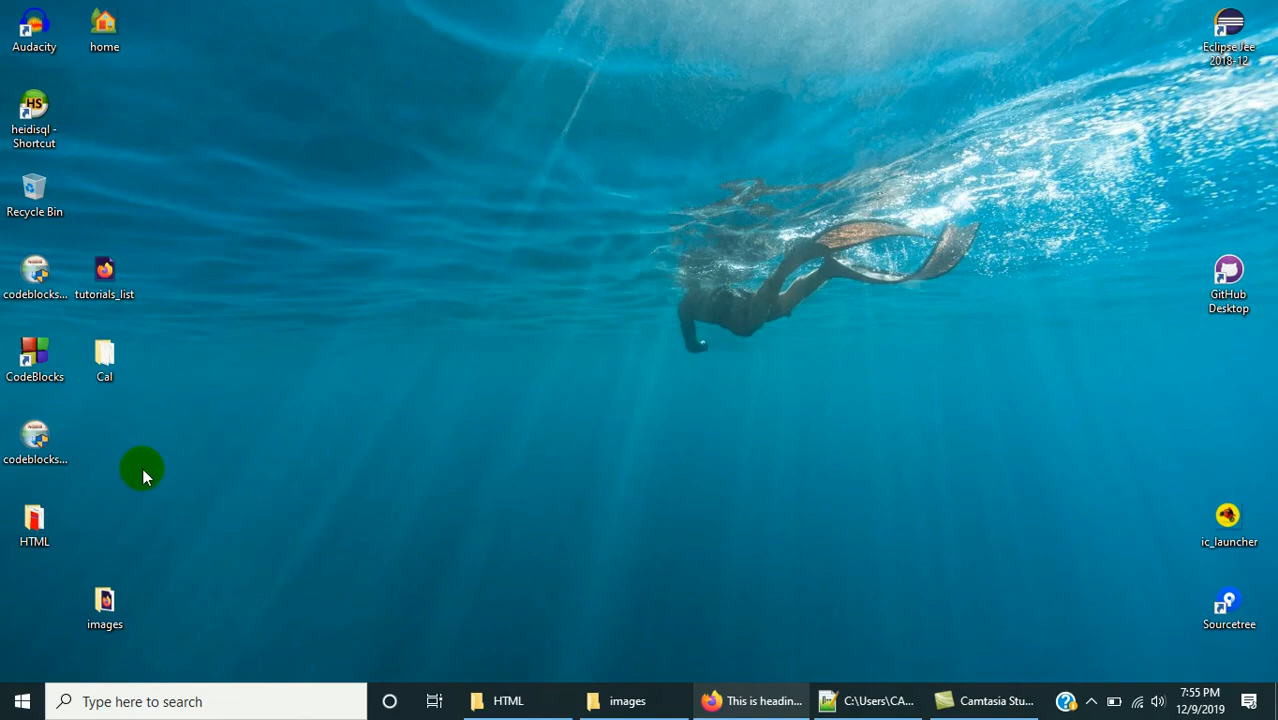 Audacity
home
Eclipse Jee
2018-12
HS
heidisql -
Shortcut
Recycle Bin
codeblocks...
tutorials_list
GitHub
Desktop
CodeBlocks
Cal
codeblocks...
HTML
ic_launcher
images
Sourcetree
Type here to search
HTML
images
This is headin...
C:\Users\CA...
Camtasia Stu...
7:55 PM
12/9/2019